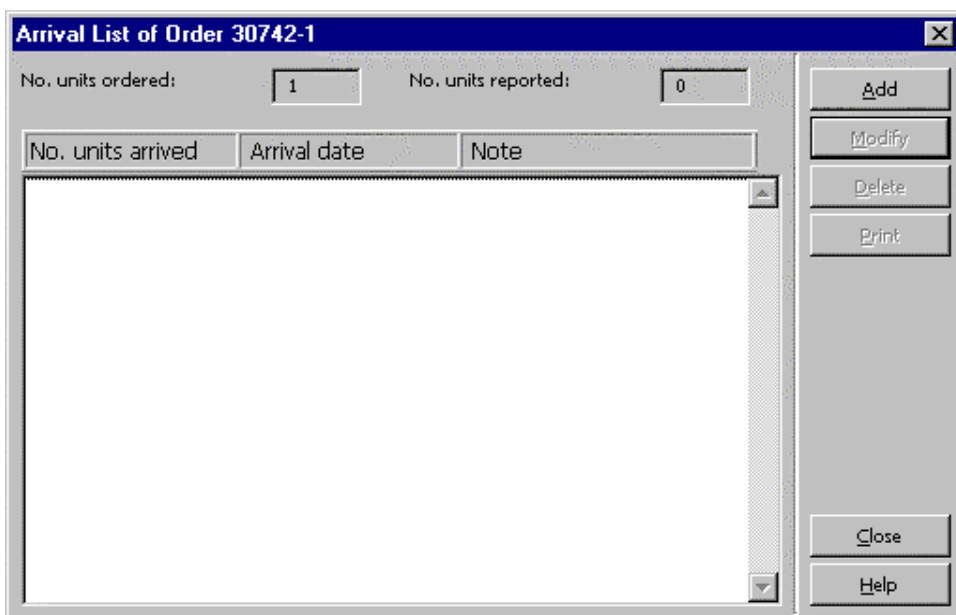 Arrival List of Order 30742-1
No. units ordered: 1 No. units reported: 0
Add
No. units arrived Arrival date Note
Modify
Delete
Print
Close
Help